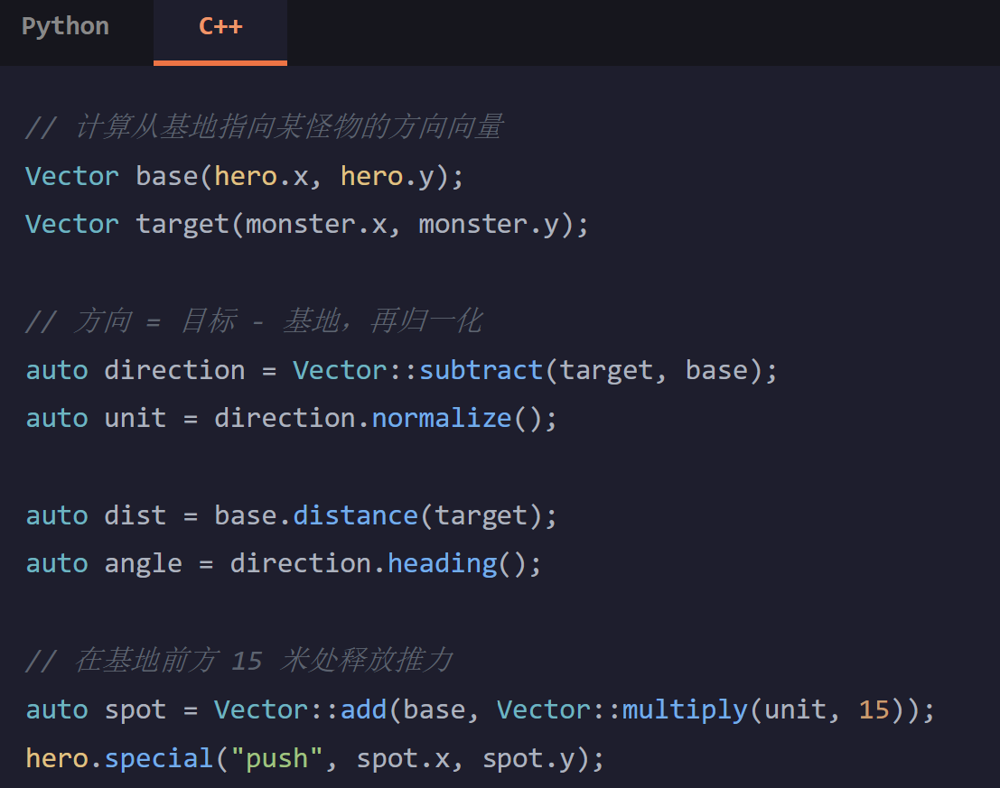 Python C++
// 计算从基地指向某怪物的方向向量
Vector base(hero.x, hero.y);
Vector target(monster.x, monster.y);
// 方向 = 目标 - 基地，再归一化
auto direction = Vector::subtract(target, base);
auto unit = direction.normalize();
auto dist = base.distance(target);
auto angle = direction.heading();
// 在基地前方 15 米处释放推力
auto spot = Vector::add(base, Vector::multiply(unit, 15));
hero.special("push", spot.x, spot.y);